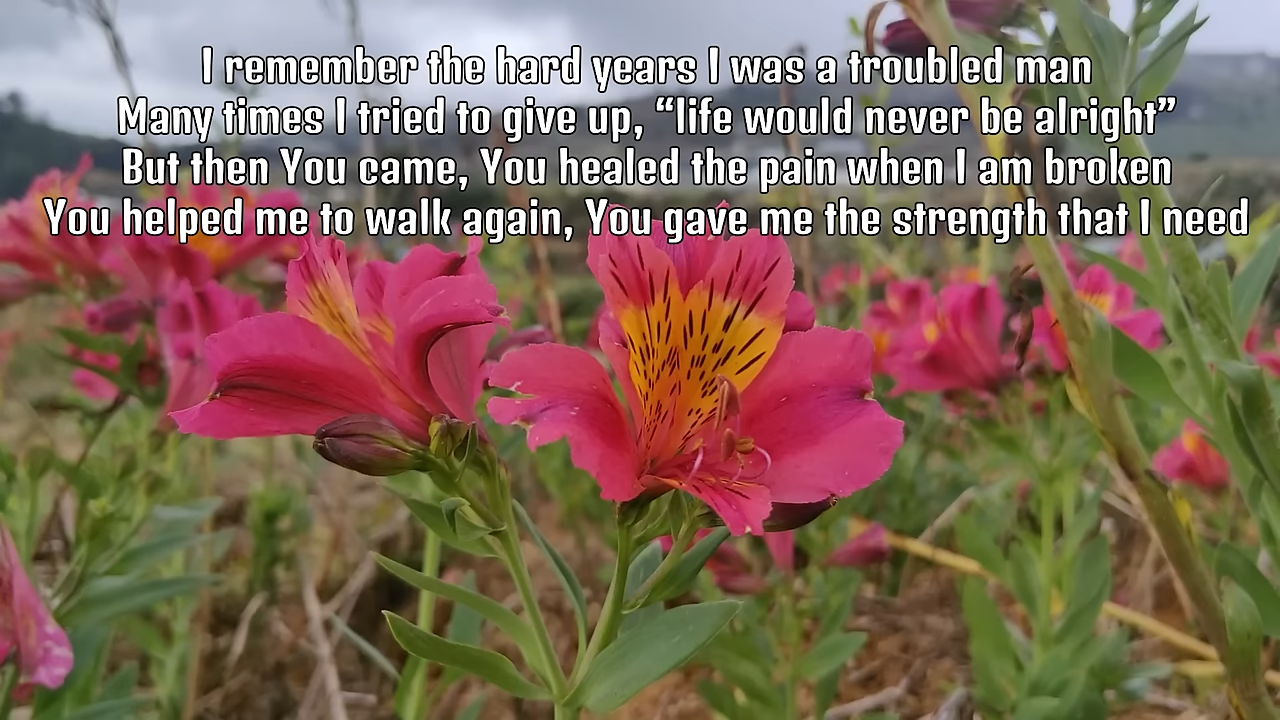 I remember the hard years I was a troubled man
Many times I tried to give up, “life would never be alright”
But then You came, You healed the pain when I am broken
You helped me to walk again, You gave me the strength that I need